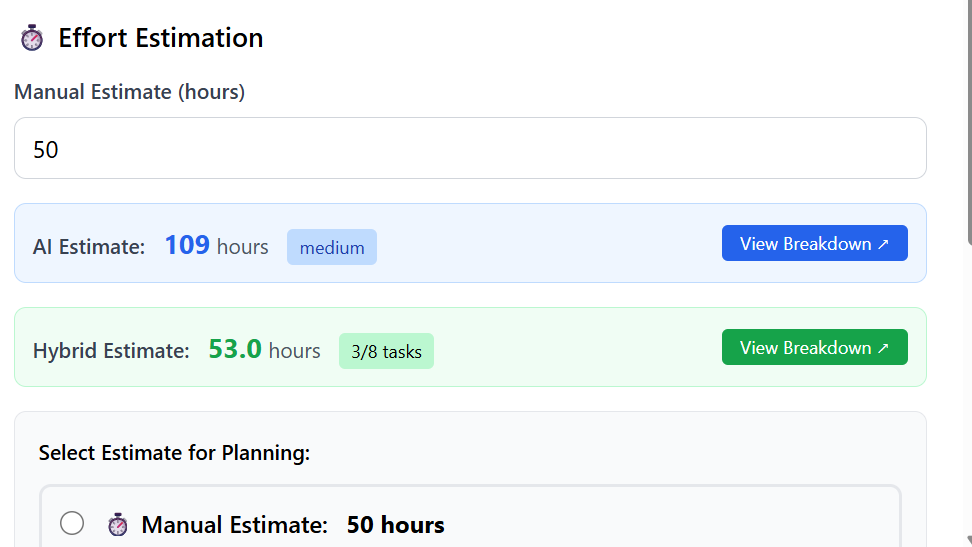 Effort Estimation
Manual Estimate (hours)
50
AI Estimate: 109 hours medium View Breakdown ↗
Hybrid Estimate: 53.0 hours 3/8 tasks View Breakdown ↗
Select Estimate for Planning:
Manual Estimate: 50 hours